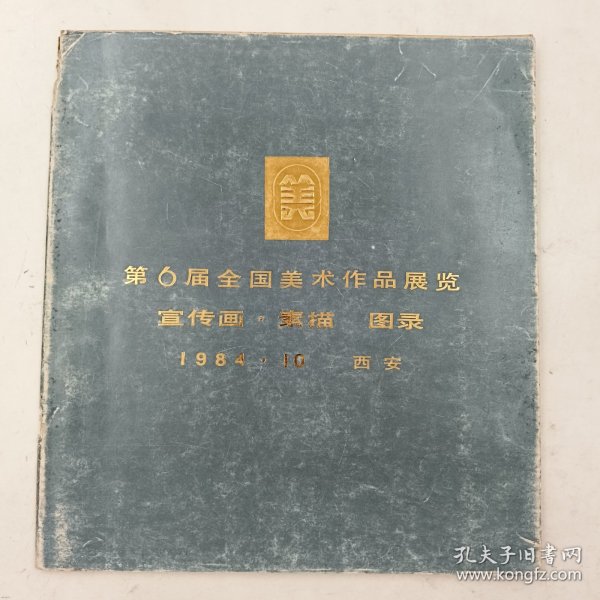 美
第6届全国美术作品展览
宣传画·素描 图录
1984·10 西安
孔夫子旧书网
www.kongfz.com